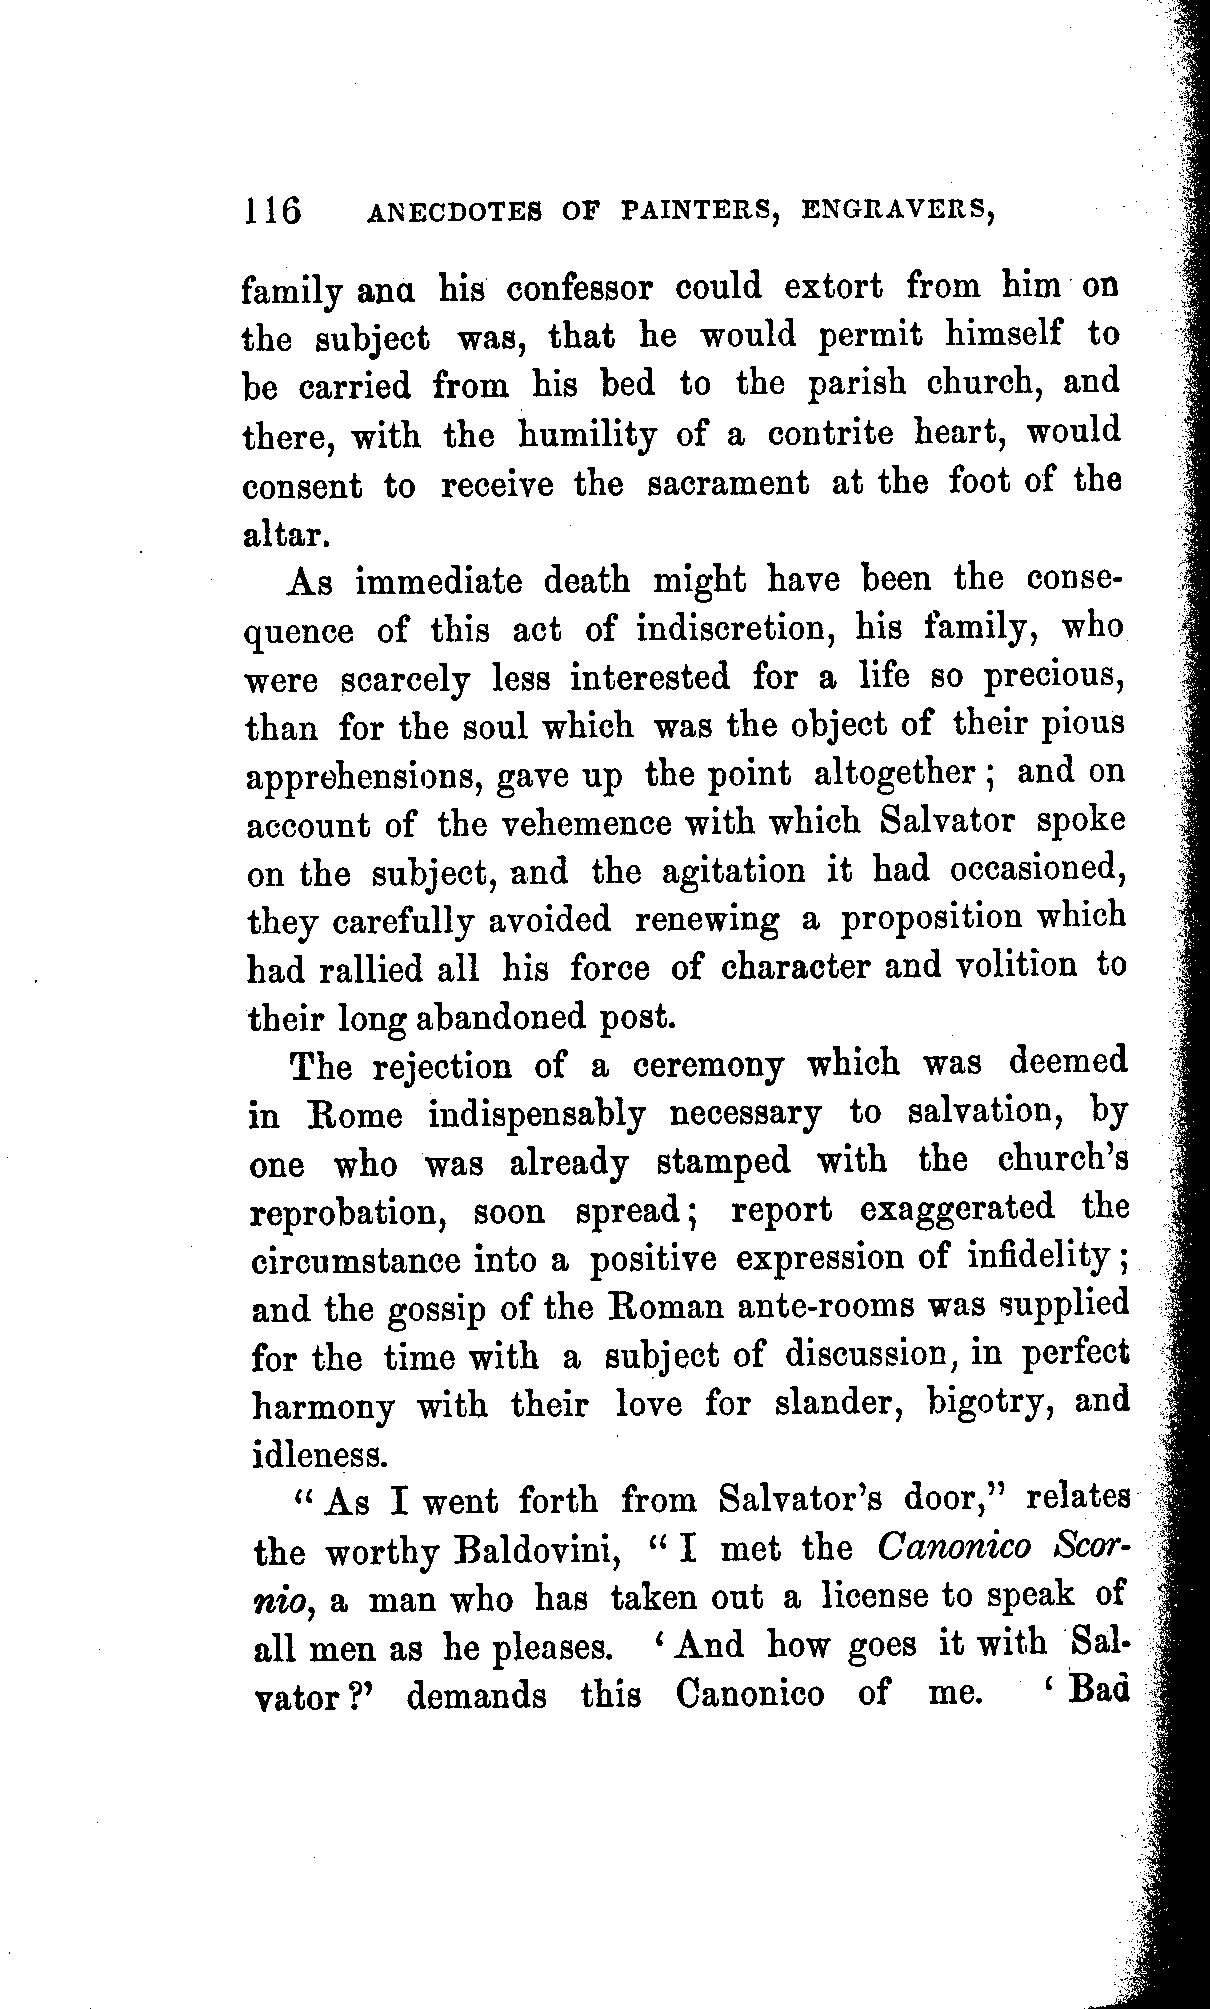 116 ANECDOTES OF PAINTERS, ENGRAVERS,
family and his confessor could extort from him on
the subject was, that he would permit himself to
be carried from his bed to the parish church, and
there, with the humility of a contrite heart, would
consent to receive the sacrament at the foot of the
altar.
As immediate death might have been the conse-
quence of this act of indiscretion, his family, who
were scarcely less interested for a life so precious,
than for the soul which was the object of their pious
apprehensions, gave up the point altogether; and on
account of the vehemence with which Salvator spoke
on the subject, and the agitation it had occasioned,
they carefully avoided renewing a proposition which
had rallied all his force of character and volition to
their long abandoned post.
The rejection of a ceremony which was deemed
in Rome indispensably necessary to salvation, by
one who was already stamped with the church's
reprobation, soon spread; report exaggerated the
circumstance into a positive expression of infidelity;
and the gossip of the Roman ante-rooms was supplied
for the time with a subject of discussion, in perfect
harmony with their love for slander, bigotry, and
idleness.
"As I went forth from Salvator's door," relates
the worthy Baldovini, "I met the Canonico Scor-
nio, a man who has taken out a license to speak of
all men as he pleases. 'And how goes it with Sal-
vator?' demands this Canonico of me. 'Bad